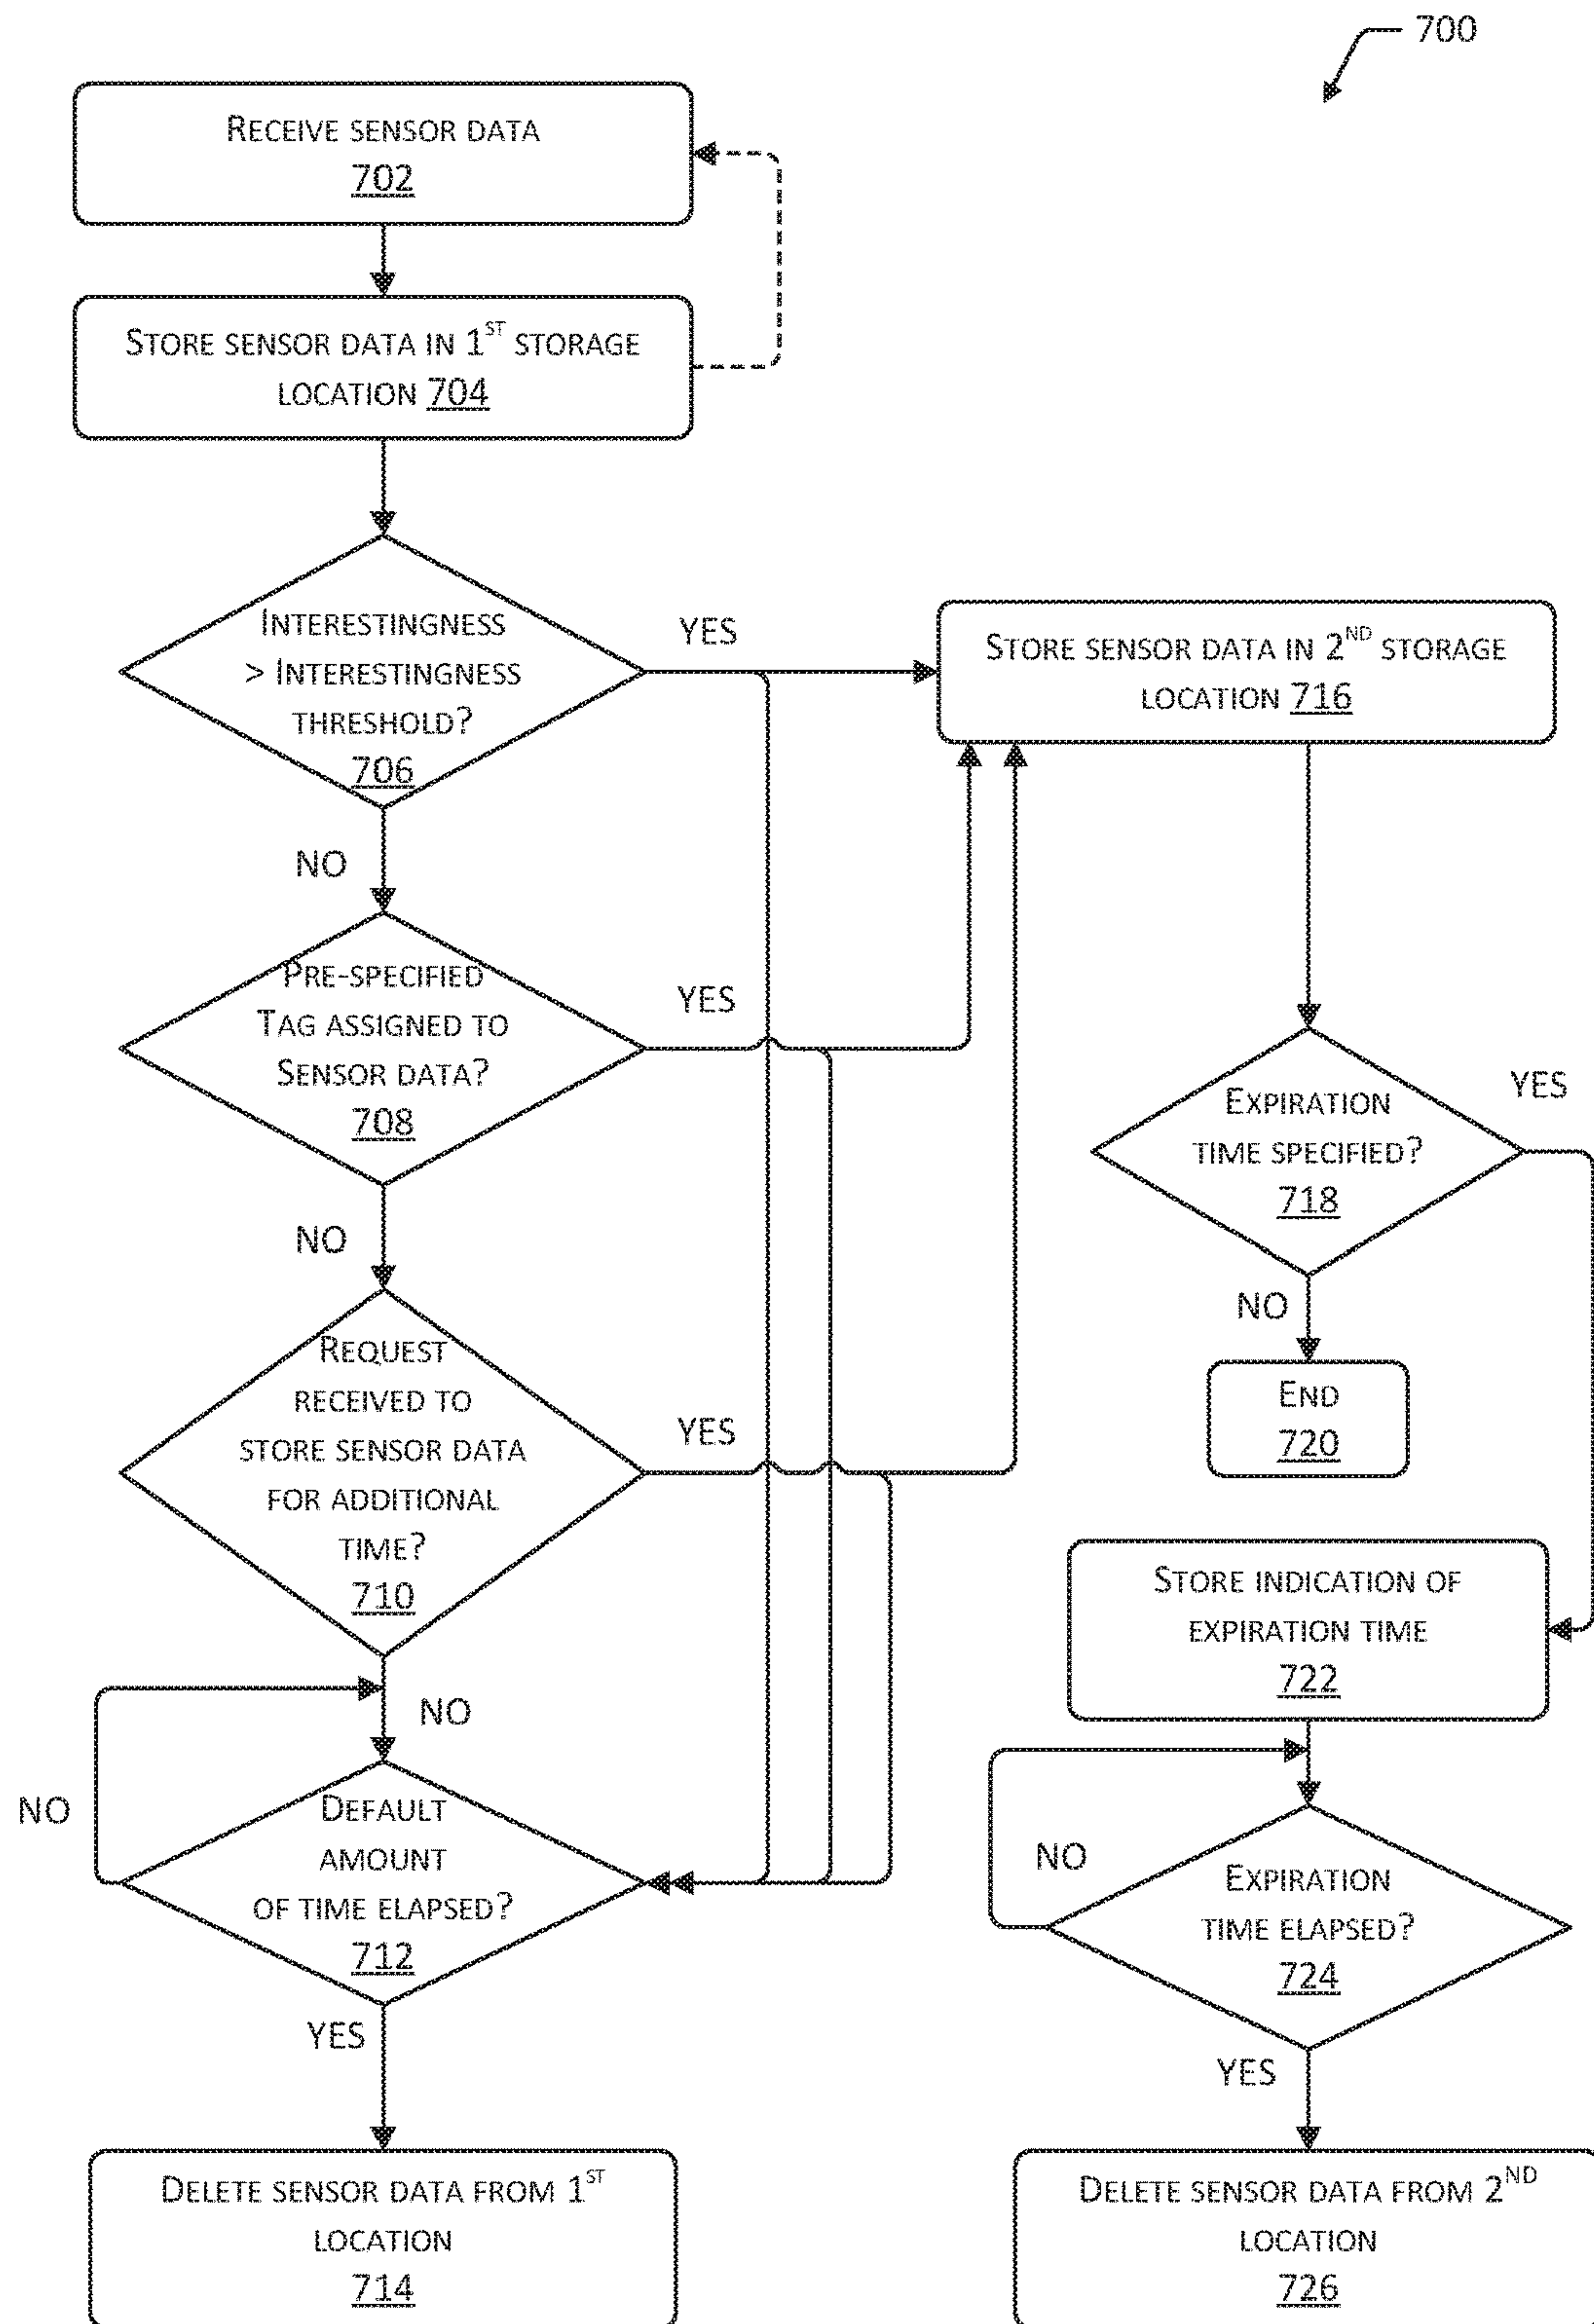 700
RECEIVE SENSOR DATA
702
STORE SENSOR DATA IN 1ST STORAGE
LOCATION 704
INTERESTINGNESS
> INTERESTINGNESS
THRESHOLD?
706
YES
NO
STORE SENSOR DATA IN 2ND STORAGE
LOCATION 716
PRE-SPECIFIED
TAG ASSIGNED TO
SENSOR DATA?
708
YES
NO
EXPIRATION
TIME SPECIFIED?
718
YES
NO
END
720
REQUEST
RECEIVED TO
STORE SENSOR DATA
FOR ADDITIONAL
TIME?
710
YES
NO
STORE INDICATION OF
EXPIRATION TIME
722
DEFAULT
AMOUNT
OF TIME ELAPSED?
712
NO
YES
EXPIRATION
TIME ELAPSED?
724
NO
YES
DELETE SENSOR DATA FROM 1ST
LOCATION
714
DELETE SENSOR DATA FROM 2ND
LOCATION
726